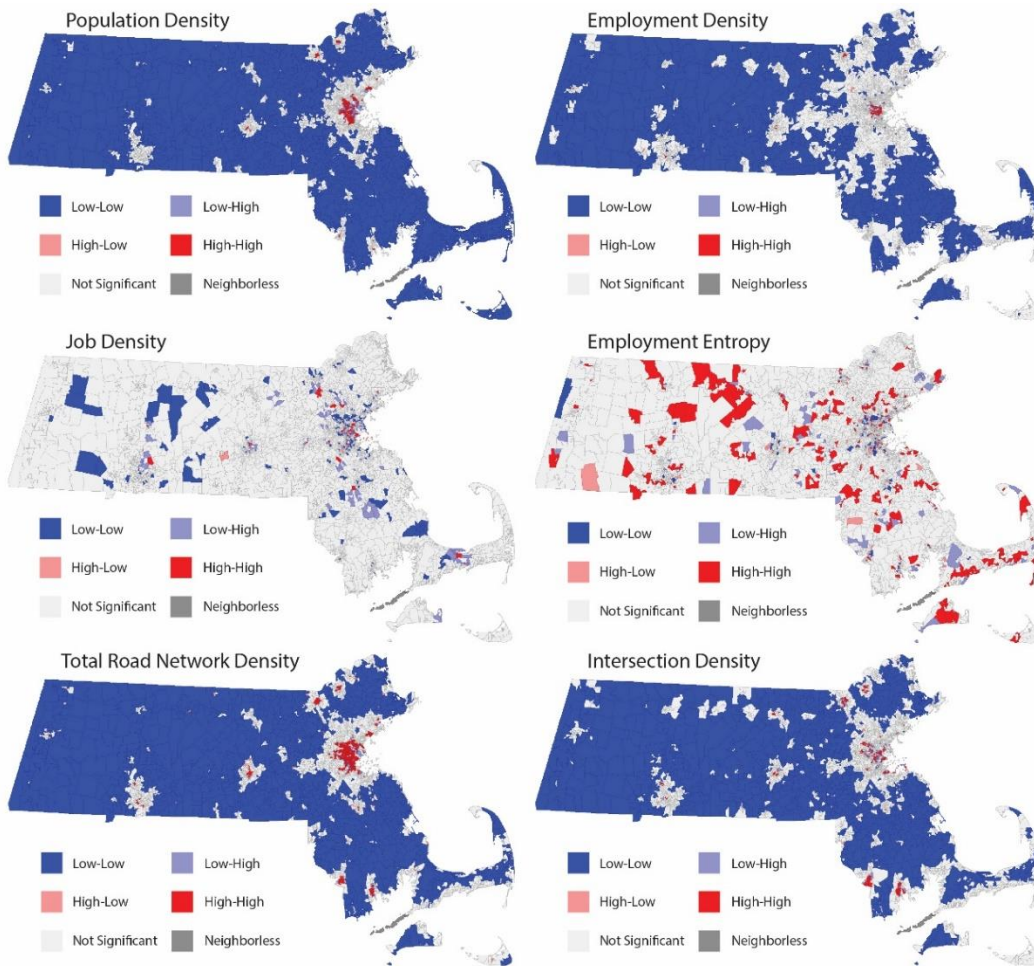 Population Density
Employment Density
Low-Low
Low-High
High-Low
High-High
Not Significant
Neighborless
Low-Low
Low-High
High-Low
High-High
Not Significant
Neighborless
Job Density
Employment Entropy
Low-Low
Low-High
High-Low
High-High
Not Significant
Neighborless
Low-Low
Low-High
High-Low
High-High
Not Significant
Neighborless
Total Road Network Density
Intersection Density
Low-Low
Low-High
High-Low
High-High
Not Significant
Neighborless
Low-Low
Low-High
High-Low
High-High
Not Significant
Neighborless